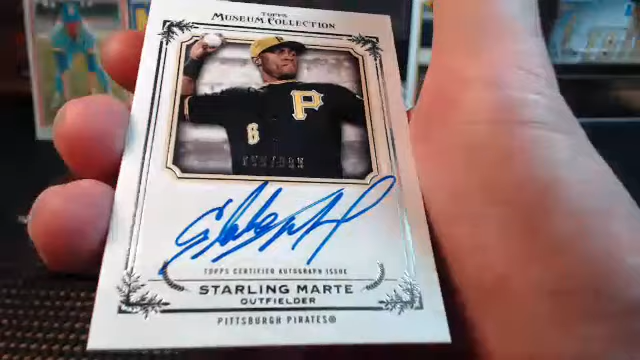 TOPPS
MUSEUM COLLECTION
P
6
TOPPS CERTIFIED AUTOGRAPH ISSUE
STARLING MARTE
OUTFIELDER
PITTSBURGH PIRATES®